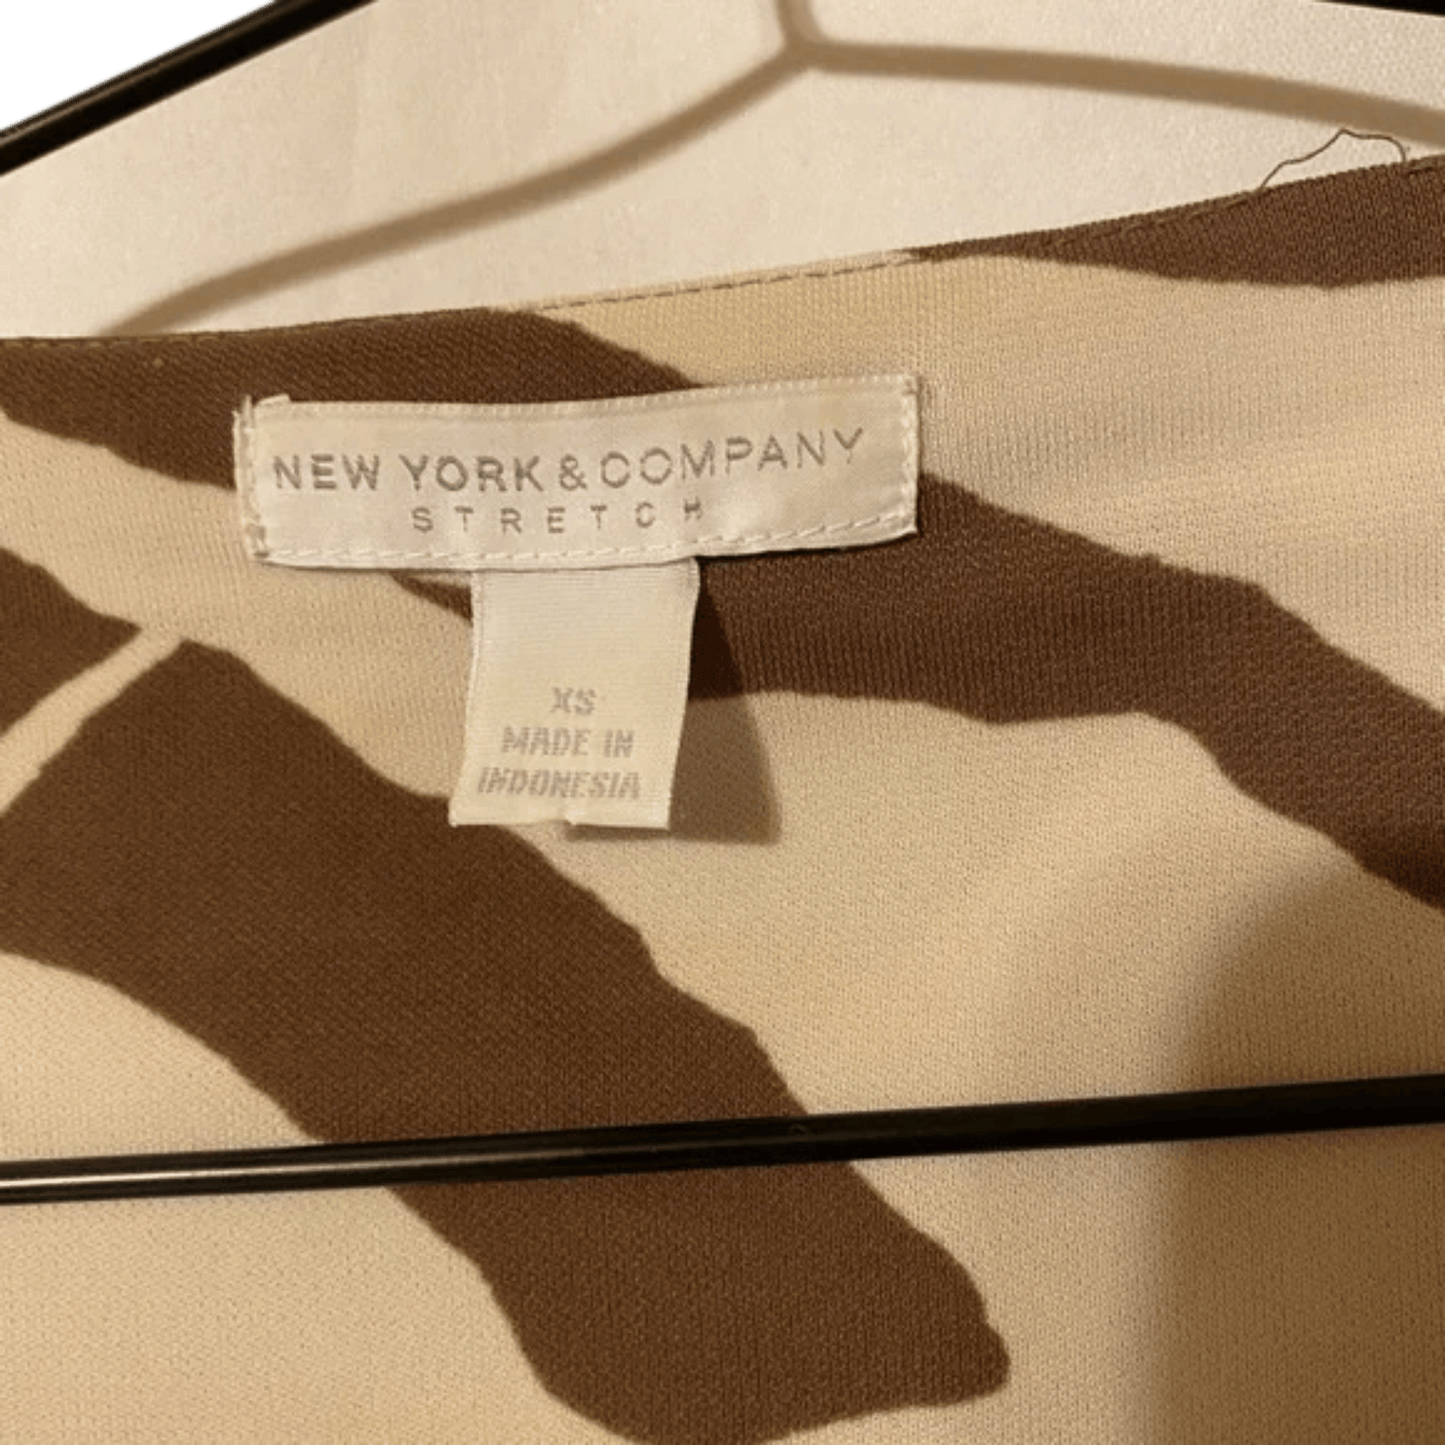 NEW YORK & COMPANY
STRETCH
XS
MADE IN
INDONESIA